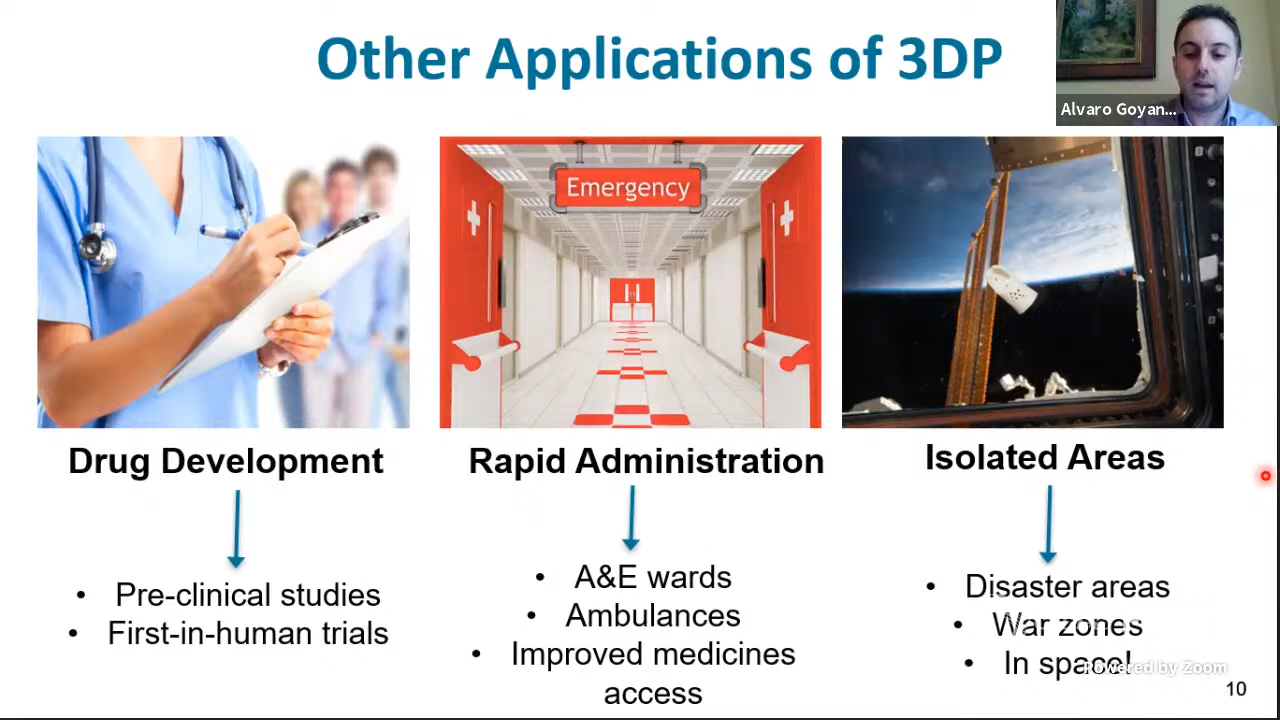 Other Applications of 3DP
Alvaro Goyan...
Emergency
Drug Development
Rapid Administration
Isolated Areas
• Pre-clinical studies
• First-in-human trials
• A&E wards
• Ambulances
• Improved medicines
access
• Disaster areas
• War zones
• In space!
Powered by Zoom
10